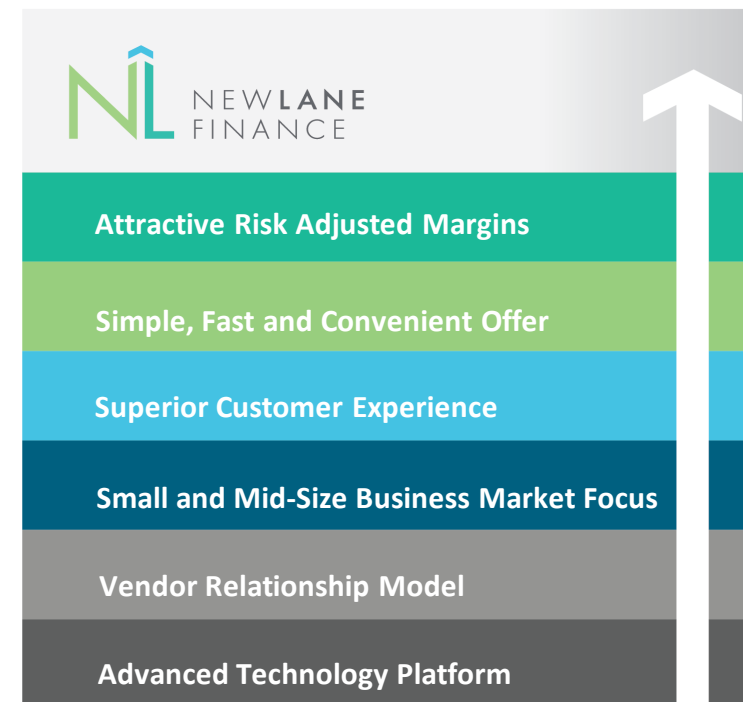 NL NEWLANE
FINANCE
Attractive Risk Adjusted Margins
Simple, Fast and Convenient Offer
Superior Customer Experience
Small and Mid-Size Business Market Focus
Vendor Relationship Model
Advanced Technology Platform